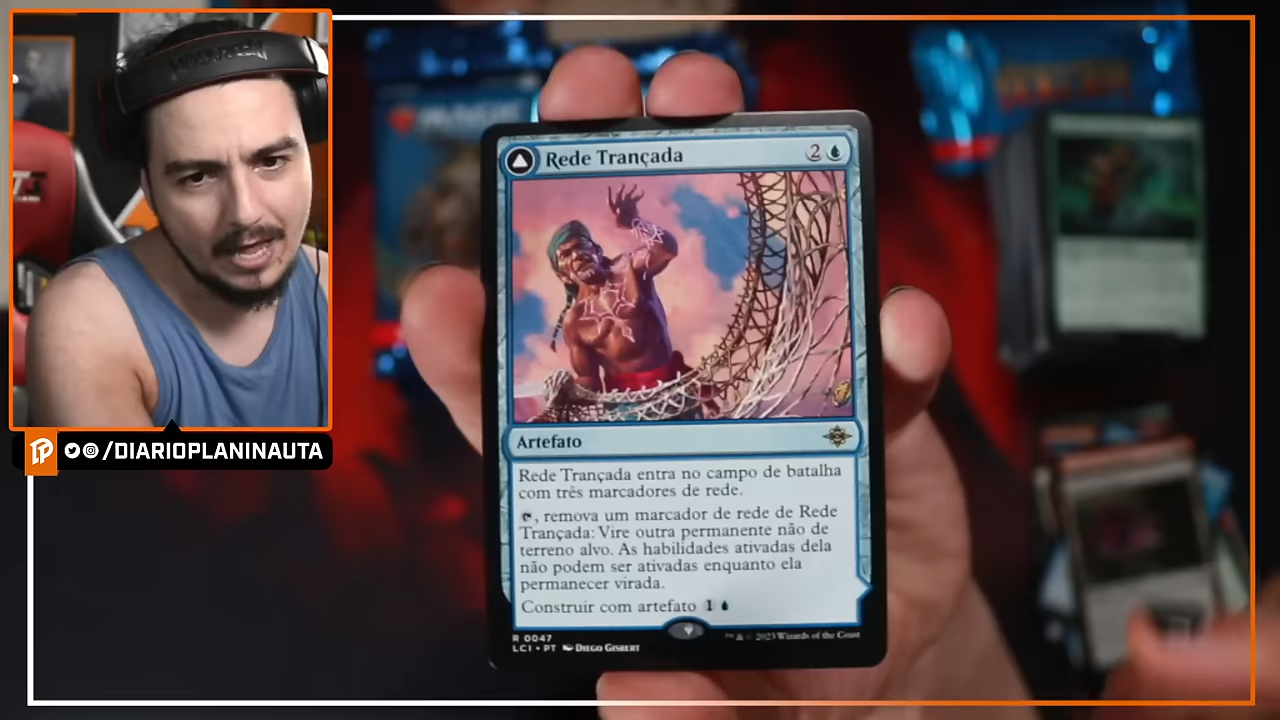 /DIARIOPLANINAUTA
Rede Trançada 2
Artefato
Rede Trançada entra no campo de batalha
com três marcadores de rede.
, remova um marcador de rede de Rede
Trançada: Vire outra permanente não de
terreno alvo. As habilidades ativadas dela
não podem ser ativadas enquanto ela
permanecer virada.
Construir com artefato 1
R 0047
LCI • PT DIEGO GISBERT
™ & © 2023 Wizards of the Coast